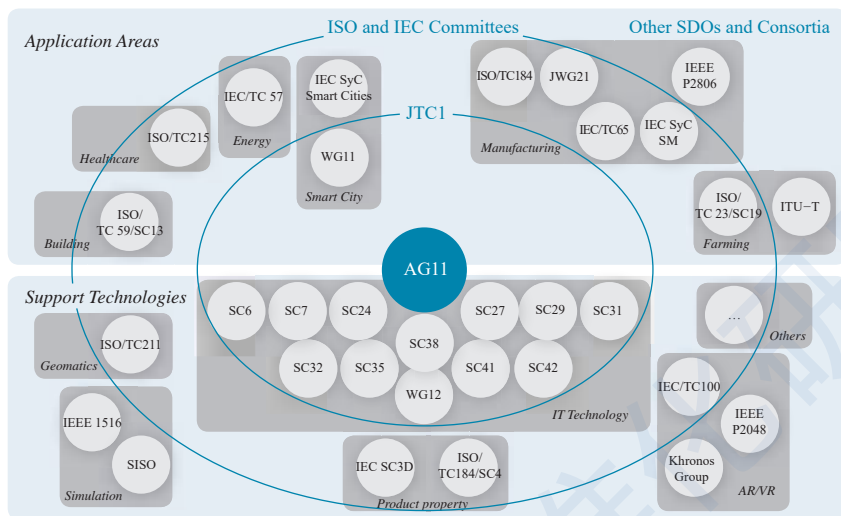 ISO and IEC Committees
Other SDOs and Consortia
Application Areas
JTC1
IEC/TC 57
Energy
IEC SyC
Smart Cities
WG11
Smart City
ISO/TC215
Healthcare
ISO/
TC 59/SC13
Building
ISO/TC184
JWG21
IEEE
P2806
IEC/TC65
IEC SyC
SM
Manufacturing
ISO/
TC 23/SC19
ITU−T
Farming
AG11
Support Technologies
ISO/TC211
Geomatics
IEEE 1516
SISO
Simulation
SC6
SC7
SC24
SC38
SC27
SC29
SC31
SC32
SC35
WG12
SC41
SC42
IT Technology
IEC SC3D
ISO/
TC184/SC4
Product property
…
Others
IEC/TC100
IEEE
P2048
Khronos
Group
AR/VR